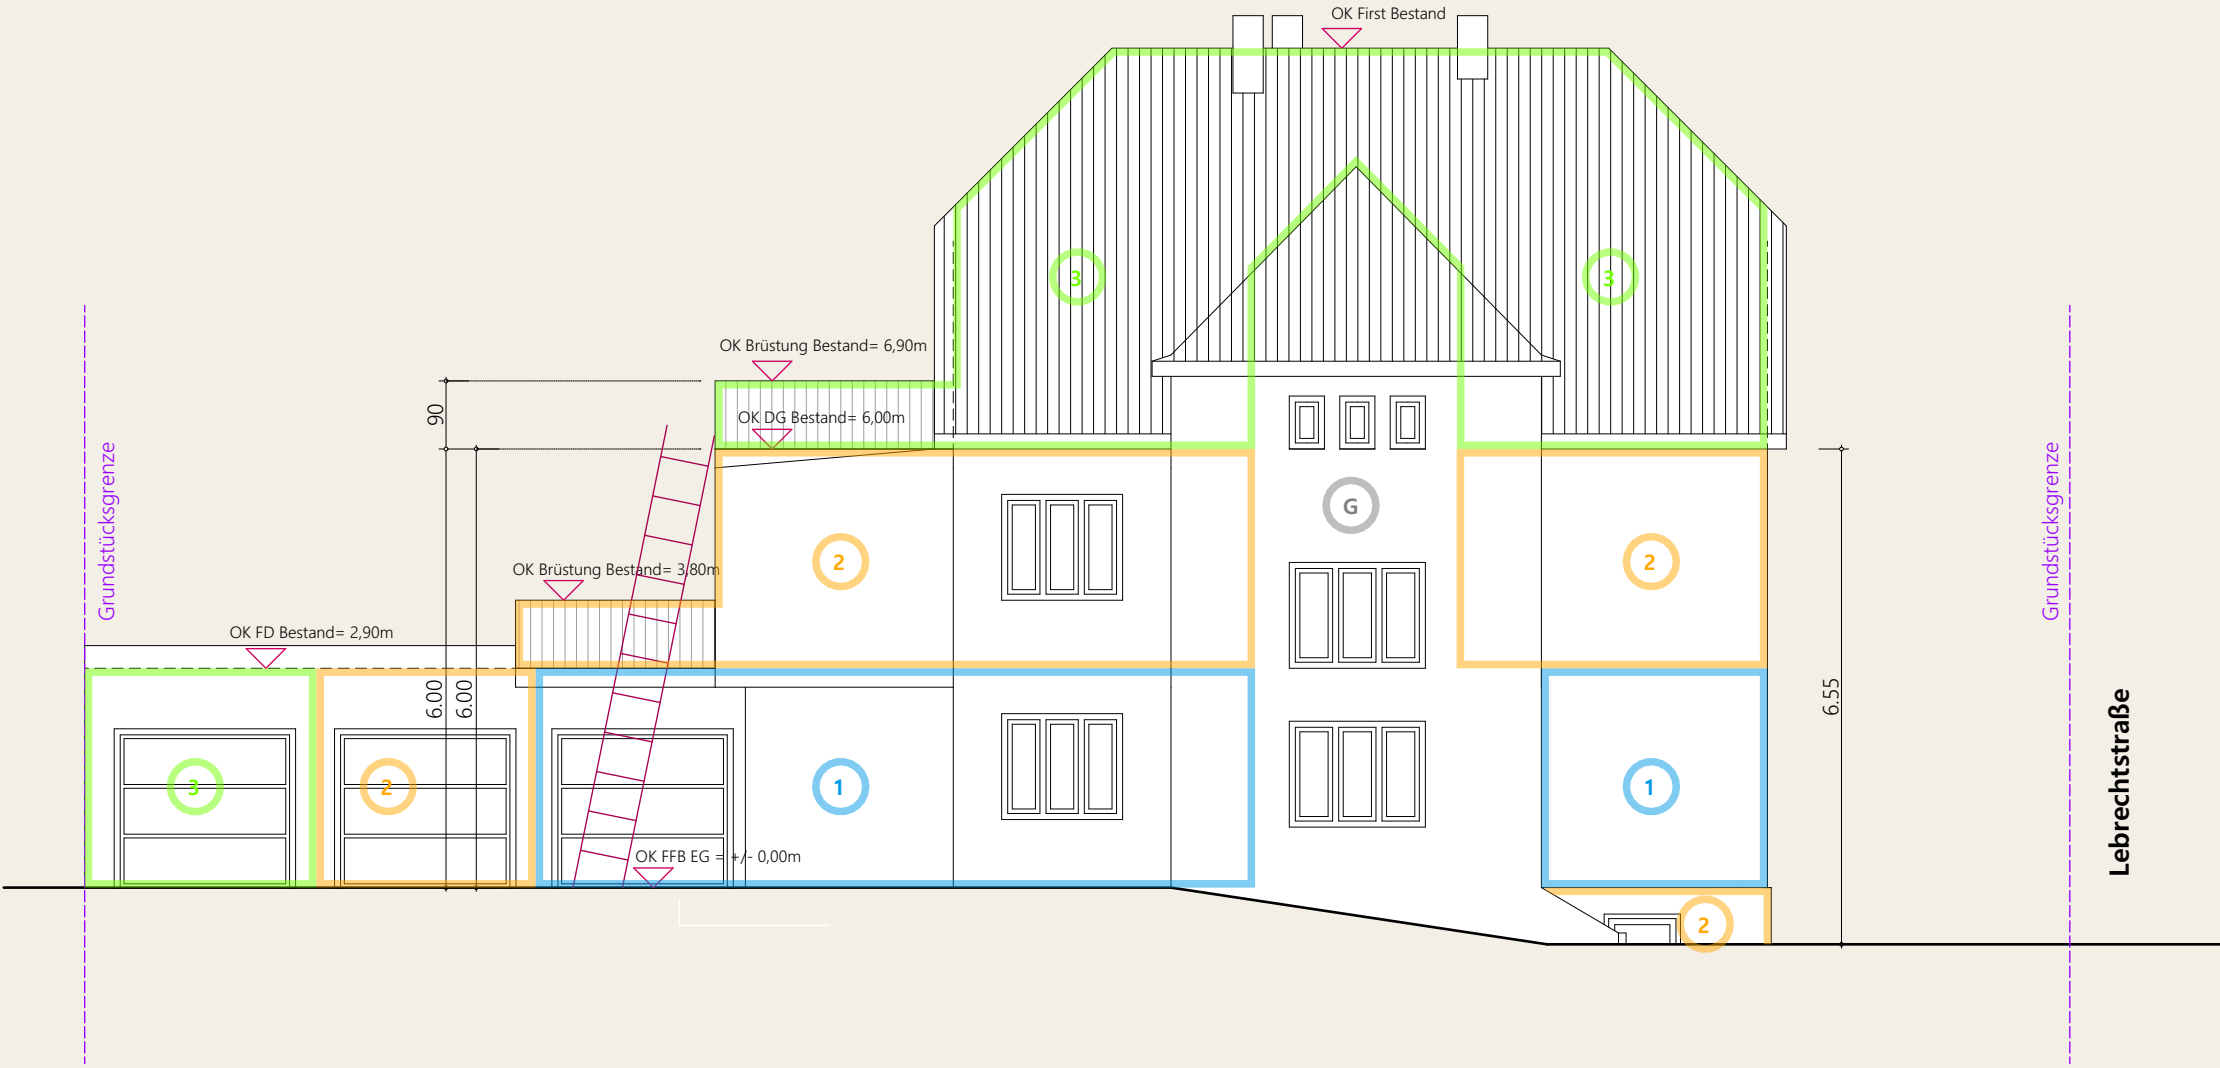 OK First Bestand
3
3
OK Brüstung Bestand= 6,90m
90
OK DG Bestand= 6,00m
Grundstücksgrenze
Grundstücksgrenze
G
2
2
OK Brüstung Bestand= 3,80m
OK FD Bestand= 2,90m
6.00
6.00
6.55
Lebrechtstraße
3
2
1
1
OK FFB EG = +/- 0,00m
2